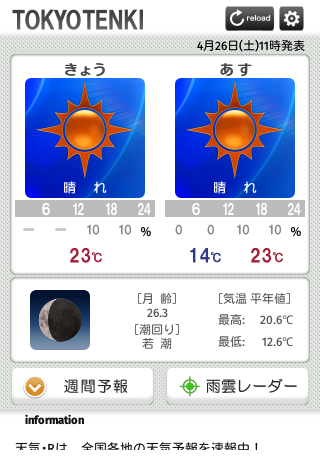 TOKYO TENKI
reload
4月26日(土)11時発表
きょう
あす
晴れ
晴れ
6 12 18 24
6 12 18 24
— — 10 10 %
0 0 10 10 %
23℃
14℃ 23℃
[月 齢]
26.3
[潮回り]
若 潮
[気温 平年値]
最高: 20.6℃
最低: 12.6℃
週間予報
雨雲レーダー
information
天気・Rは、全国各地の天気予報を速報中！